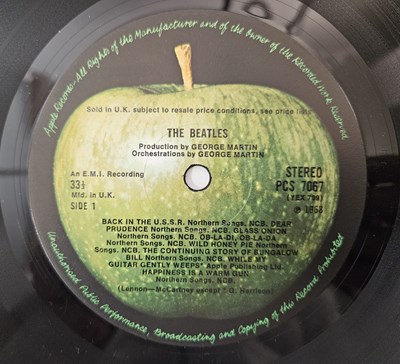 Apple Records · All Rights of the Manufacturer and of the Owner of the Recorded Work Reserved.
Sold in U.K. subject to resale price conditions, see price lists
THE BEATLES
Production by GEORGE MARTIN
Orchestrations by GEORGE MARTIN
An E.M.I. Recording
STEREO
33⅓
PCS 7067
Mfd. in U.K.
SIDE 1
℗ 1968
BACK IN THE U.S.S.R. Northern Songs, NCB, DEAR
PRUDENCE Northern Songs, NCB, GLASS ONION
Northern Songs, NCB. OB-LA-DI, OB-LA-DA
Northern Songs, NCB, WILD HONEY PIE Northern
Songs, NCB, THE CONTINUING STORY OF BUNGALOW
BILL Northern Songs, NCB, WHILE MY
GUITAR GENTLY WEEPS* Apple Publishing Ltd.
HAPPINESS IS A WARM GUN
Northern Songs, NCB.
(Lennon—McCartney except *G. Harrison)
Unauthorised Public Performance, Broadcasting and Copying of this Record Prohibited